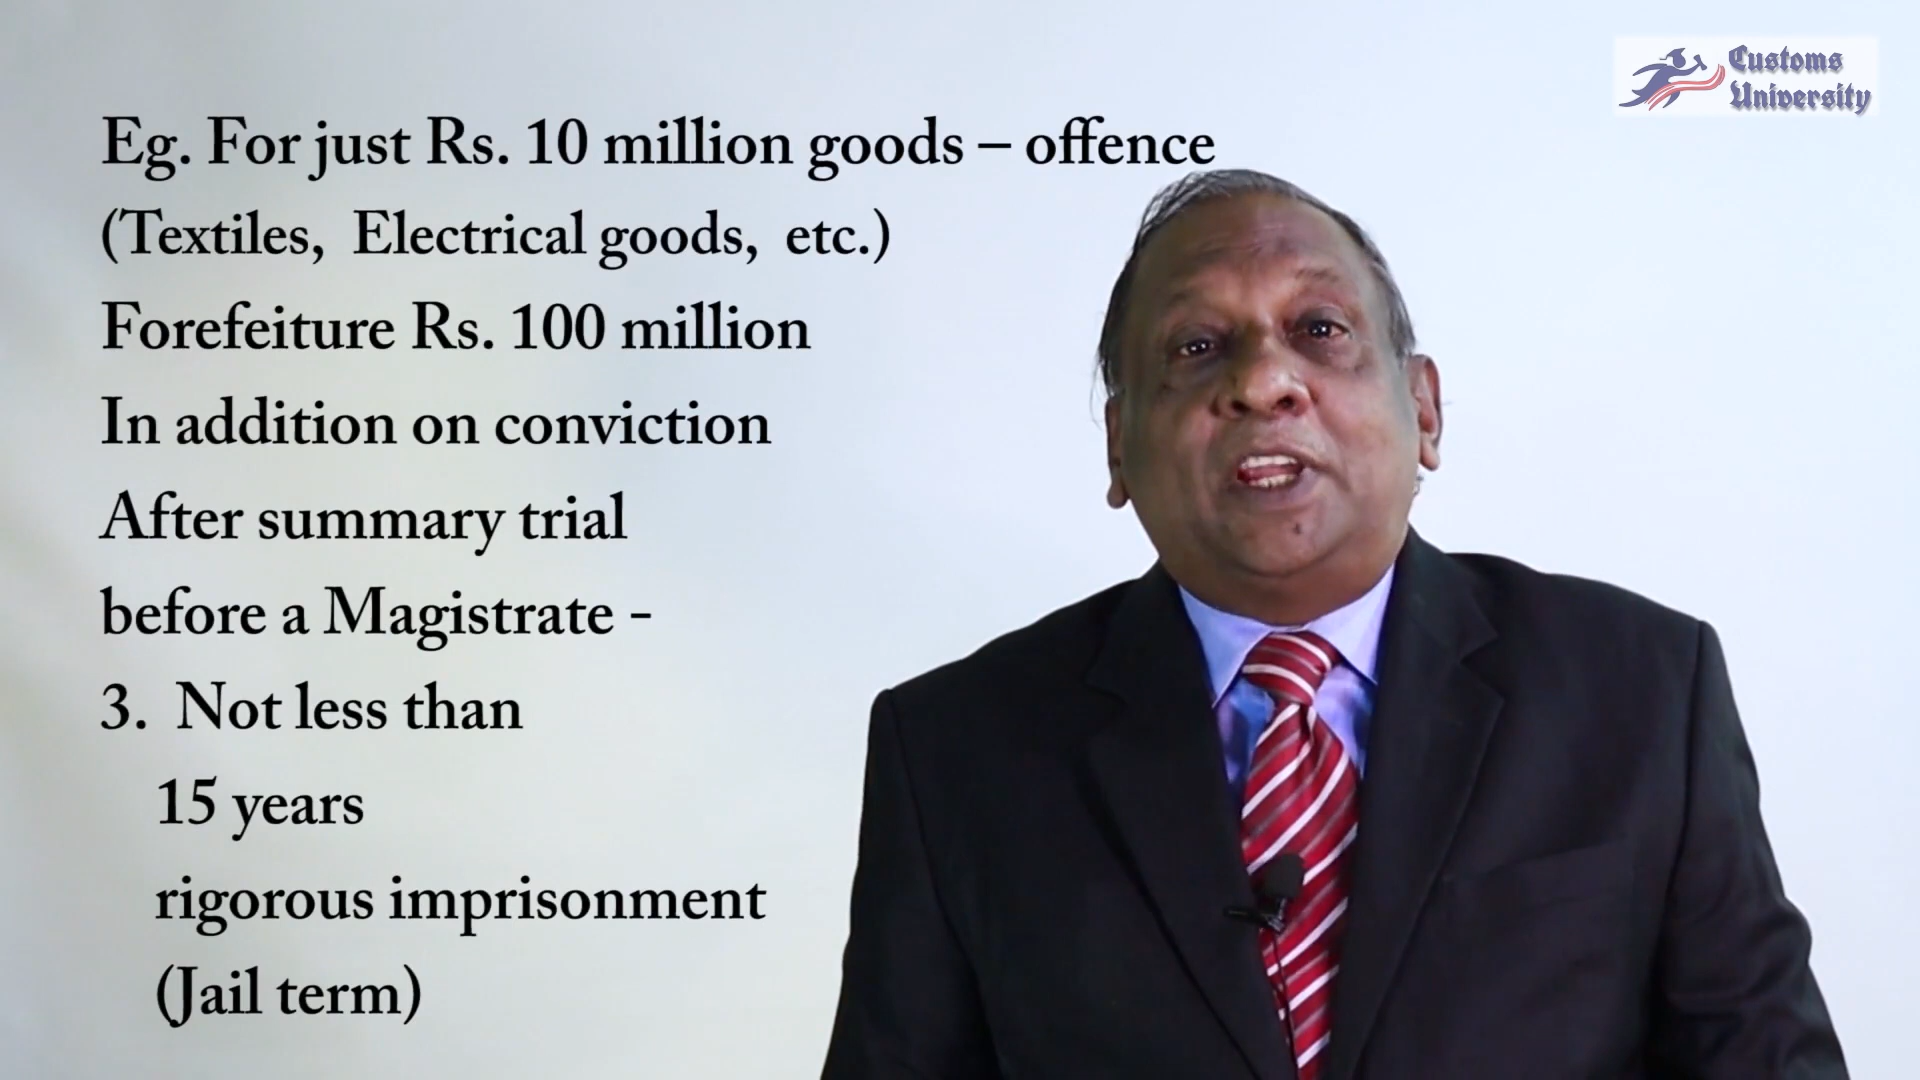 Customs
University
Eg. For just Rs. 10 million goods – offence
(Textiles, Electrical goods, etc.)
Forefeiture Rs. 100 million
In addition on conviction
After summary trial
before a Magistrate -
3. Not less than
15 years
rigorous imprisonment
(Jail term)